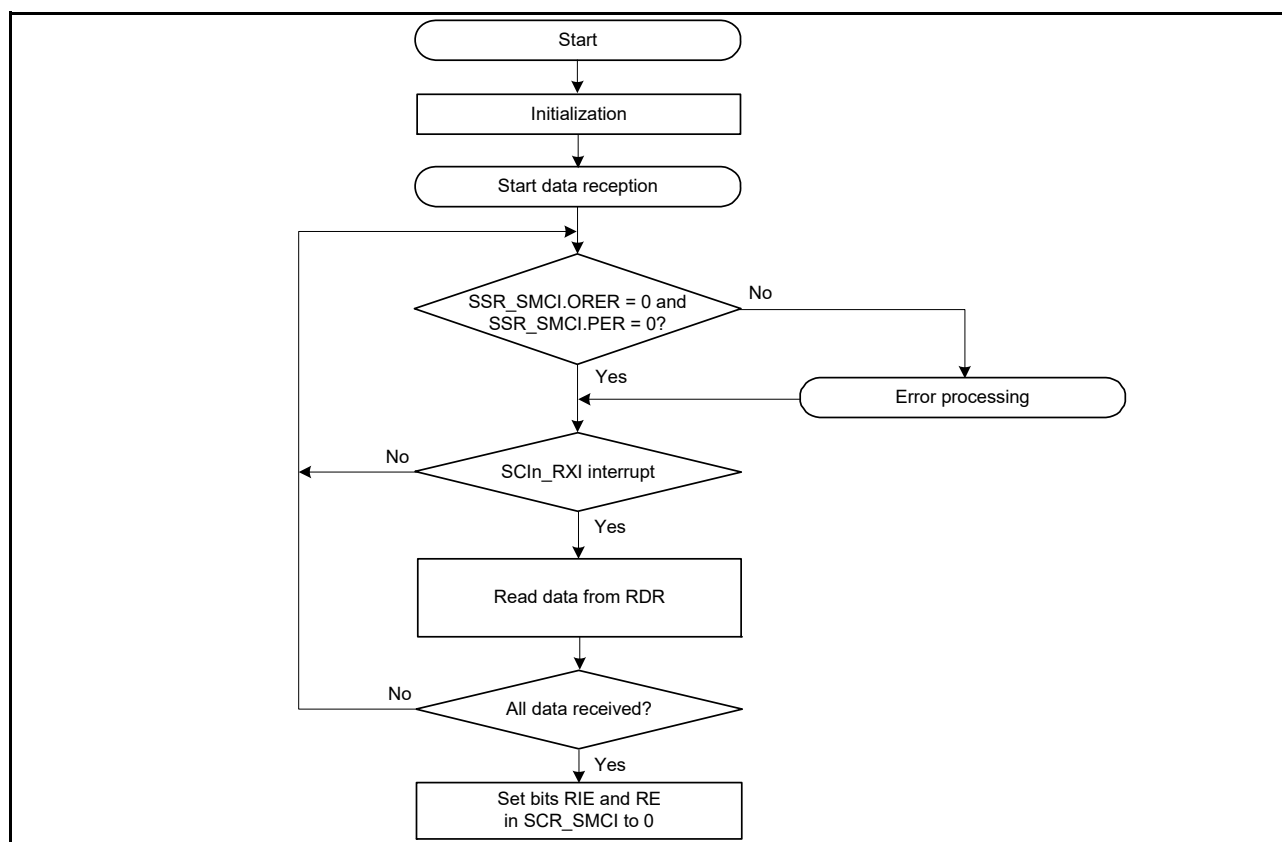 Start
Initialization
Start data reception
SSR_SMCI.ORER = 0 and
SSR_SMCI.PER = 0?
No
Yes
Error processing
No
SCIn_RXI interrupt
Yes
Read data from RDR
No
All data received?
Yes
Set bits RIE and RE
in SCR_SMCI to 0